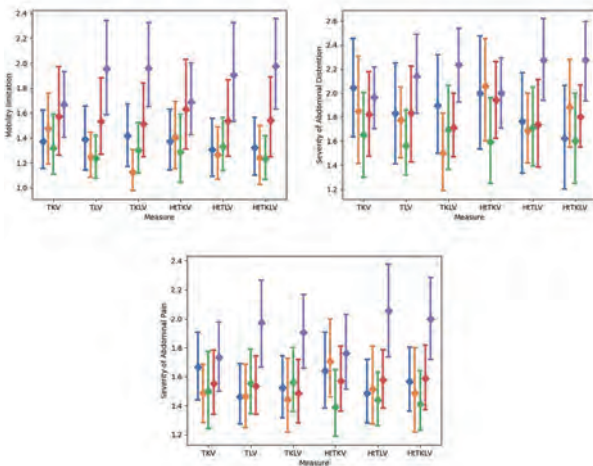 2.4
2.2
2.0
1.8
1.6
1.4
1.2
1.0
Mobility limitation
TKV TLV TKLV HtTKV HtTLV HtTKLV
Measure
2.6
2.4
2.2
2.0
1.8
1.6
1.4
1.2
Severity of Abdominal Distention
TKV TLV TKLV HtTKV HtTLV HtTKLV
Measure
2.4
2.2
2.0
1.8
1.6
1.4
1.2
Severity of Abdominal Pain
TKV TLV TKLV HtTKV HtTLV HtTKLV
Measure